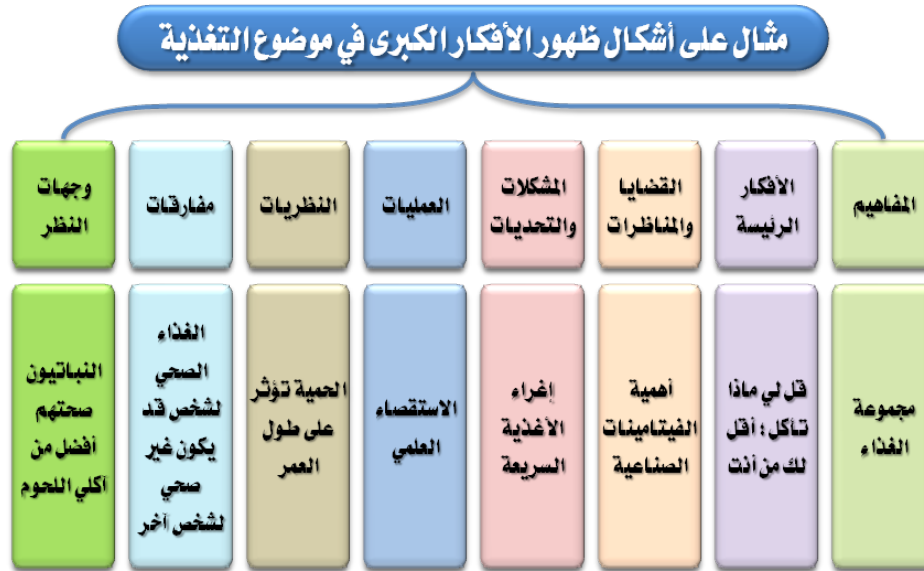 مثال على أشكال ظهور الأفكار الكبرى في موضوع التغذية
المفاهيم
الأفكار
الرئيسة
القضايا
والمناظرات
المشكلات
والتحديات
العمليات
النظريات
مفارقات
وجهات
النظر
مجموعة
الغذاء
قل لي ماذا
تأكل ؛ أقل
لك من أنت
أهمية
الفيتامينات
الصناعية
إغراء
الأغذية
السريعة
الاستقصاء
العلمي
الحمية تؤثر
على طول
العمر
الغذاء
الصحي
لشخص قد
يكون غير
صحي
لشخص آخر
النباتيون
صحتهم
أفضل من
آكلي اللحوم